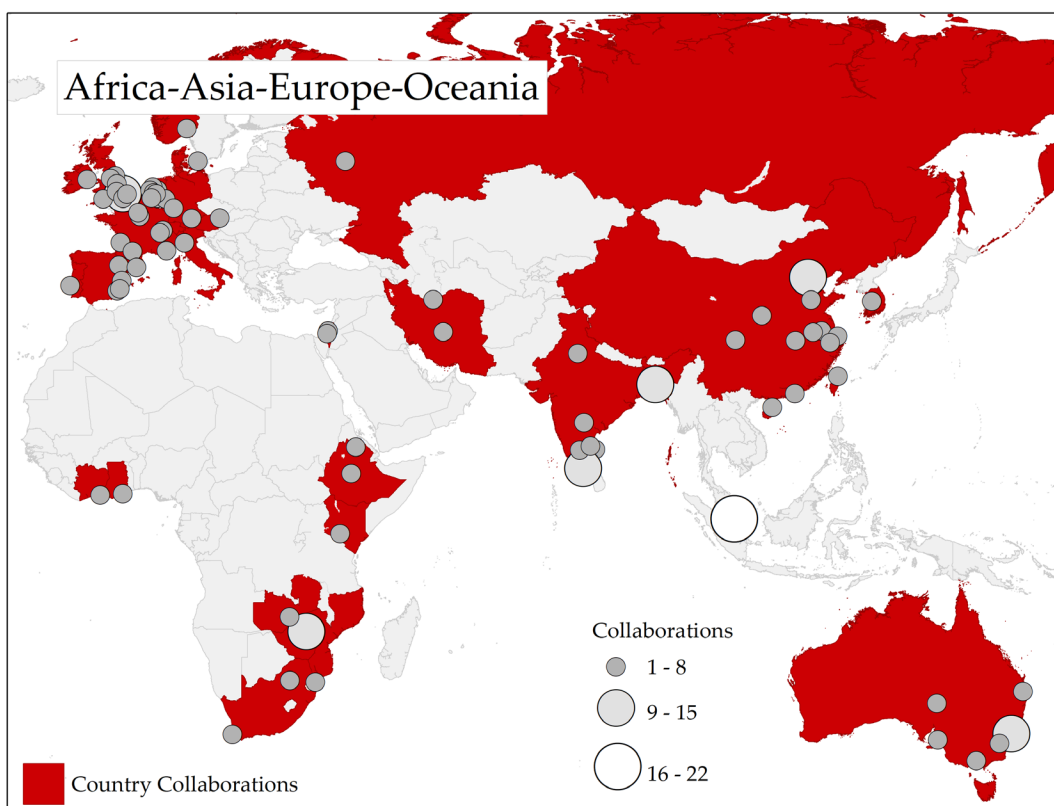 Africa-Asia-Europe-Oceania
Collaborations
1 - 8
9 - 15
16 - 22
Country Collaborations